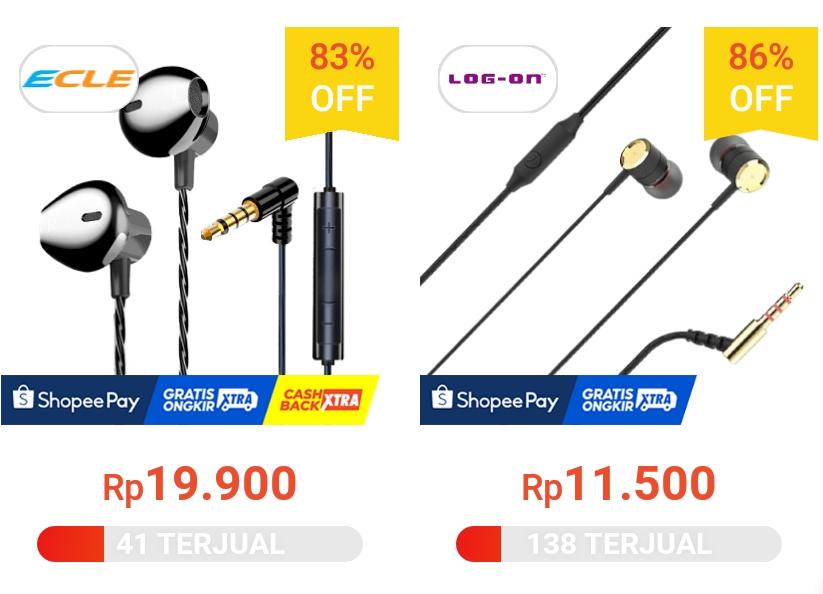 ECLE
83%
OFF
ShopeePay
GRATIS
ONGKIR XTRA
CASH
BACK XTRA
Rp19.900
41 TERJUAL
LOG-On
86%
OFF
ShopeePay
GRATIS
ONGKIR XTRA
Rp11.500
138 TERJUAL